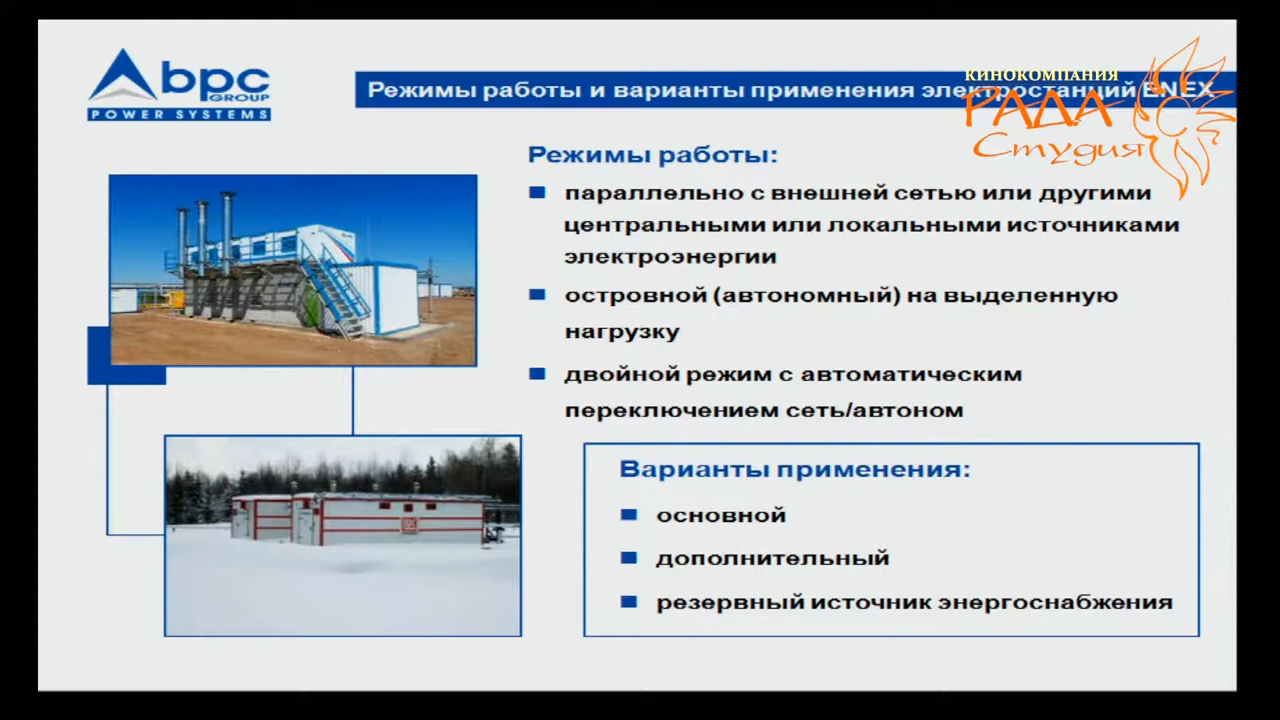 bpc
GROUP
POWER SYSTEMS
Режимы работы и варианты применения электростанций ENEX
КИНОКОМПАНИЯ
РАДА
Студия
Режимы работы:
параллельно с внешней сетью или другими
центральными или локальными источниками
электроэнергии
островной (автономный) на выделенную
нагрузку
двойной режим с автоматическим
переключением сеть/автоном
Варианты применения:
основной
дополнительный
резервный источник энергоснабжения